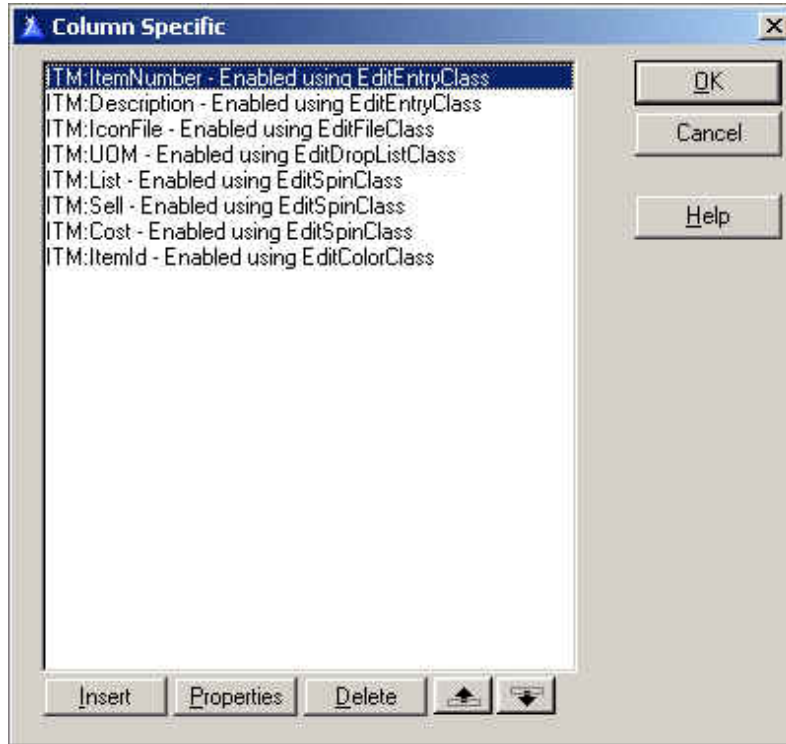 Column Specific
ITM:ItemNumber - Enabled using EditEntryClass
ITM:Description - Enabled using EditEntryClass
ITM:IconFile - Enabled using EditFileClass
ITM:UOM - Enabled using EditDropListClass
ITM:List - Enabled using EditSpinClass
ITM:Sell - Enabled using EditSpinClass
ITM:Cost - Enabled using EditSpinClass
ITM:ItemId - Enabled using EditColorClass
OK
Cancel
Help
Insert Properties Delete